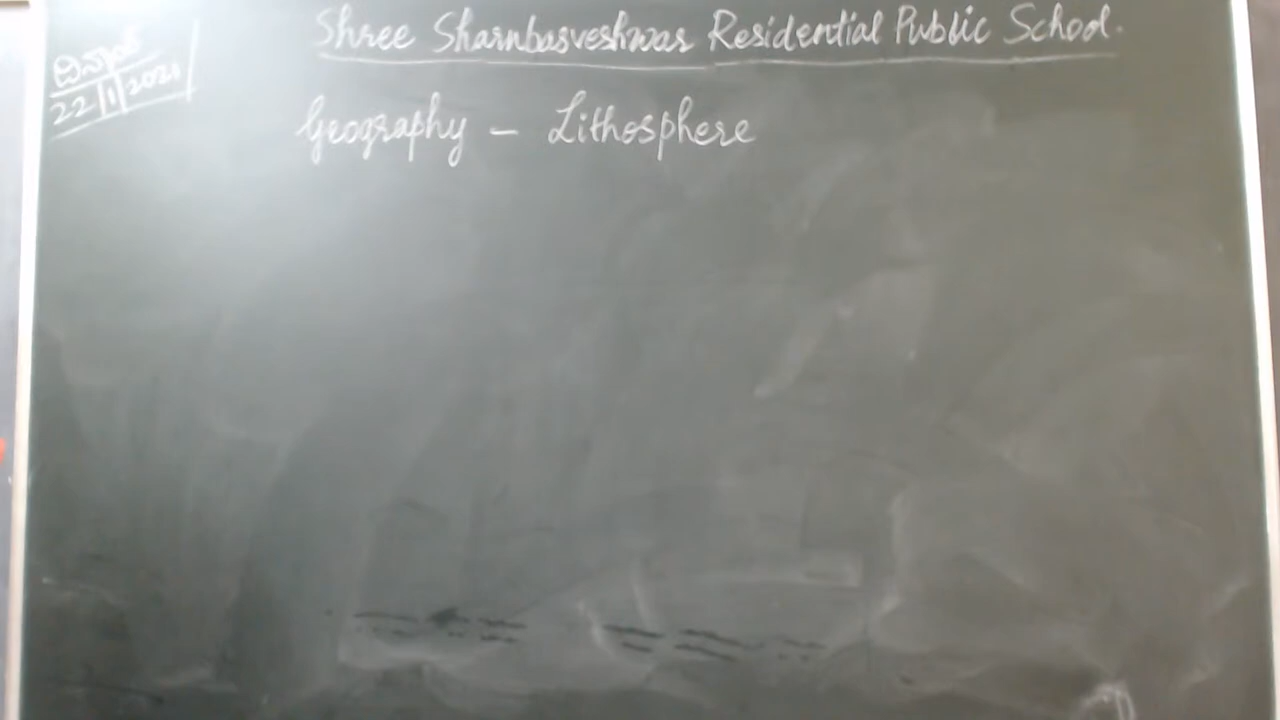 Shree Sharnbasveshwar Residential Public School.
ದಿನಾಂಕ
22/1/2021
Geography – Lithosphere